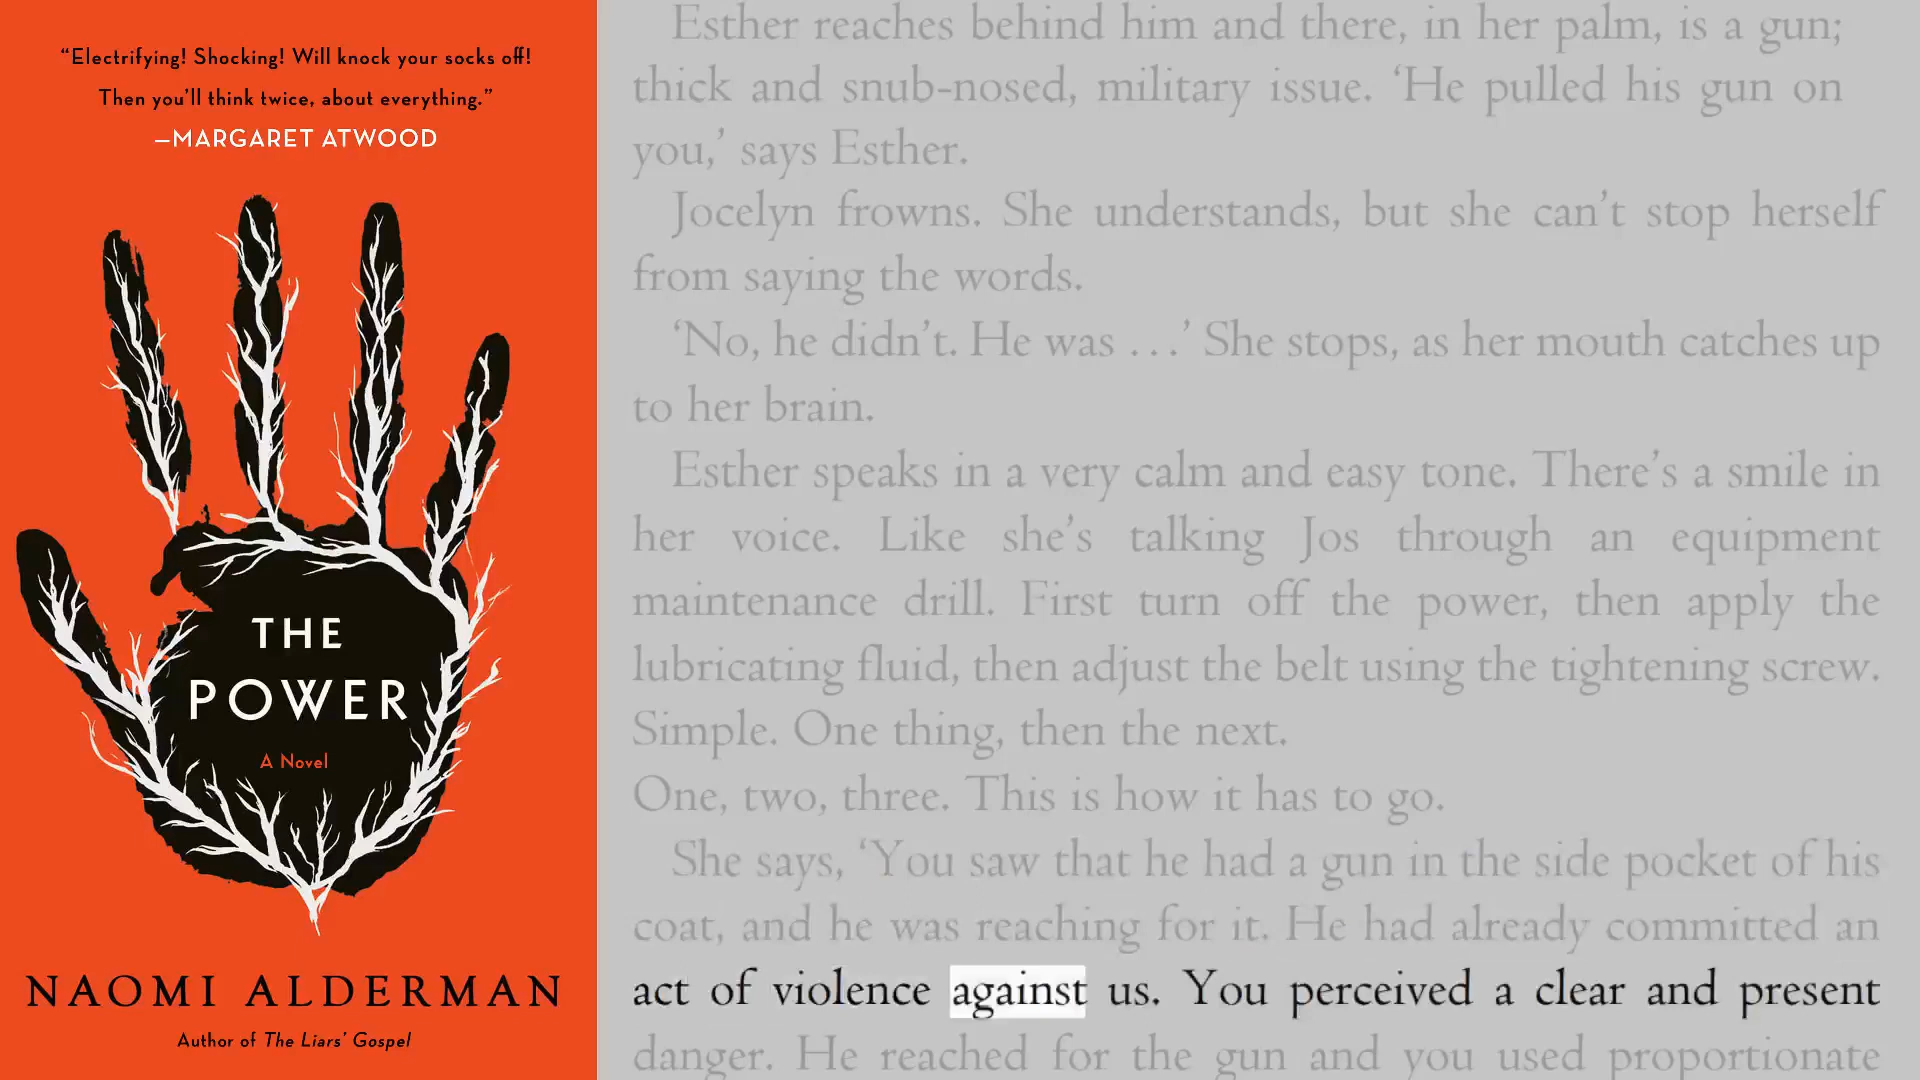 “Electrifying! Shocking! Will knock your socks off!
Then you’ll think twice, about everything.”
—MARGARET ATWOOD
THE
POWER
A Novel
NAOMI ALDERMAN
Author of The Liars’ Gospel
Esther reaches behind him and there, in her palm, is a gun;
thick and snub-nosed, military issue. ‘He pulled his gun on
you,’ says Esther.
Jocelyn frowns. She understands, but she can’t stop herself
from saying the words.
‘No, he didn’t. He was …’ She stops, as her mouth catches up
to her brain.
Esther speaks in a very calm and easy tone. There’s a smile in
her voice. Like she’s talking Jos through an equipment
maintenance drill. First turn off the power, then apply the
lubricating fluid, then adjust the belt using the tightening screw.
Simple. One thing, then the next.
One, two, three. This is how it has to go.
She says, ‘You saw that he had a gun in the side pocket of his
coat, and he was reaching for it. He had already committed an
act of violence against us. You perceived a clear and present
danger. He reached for the gun and you used proportionate